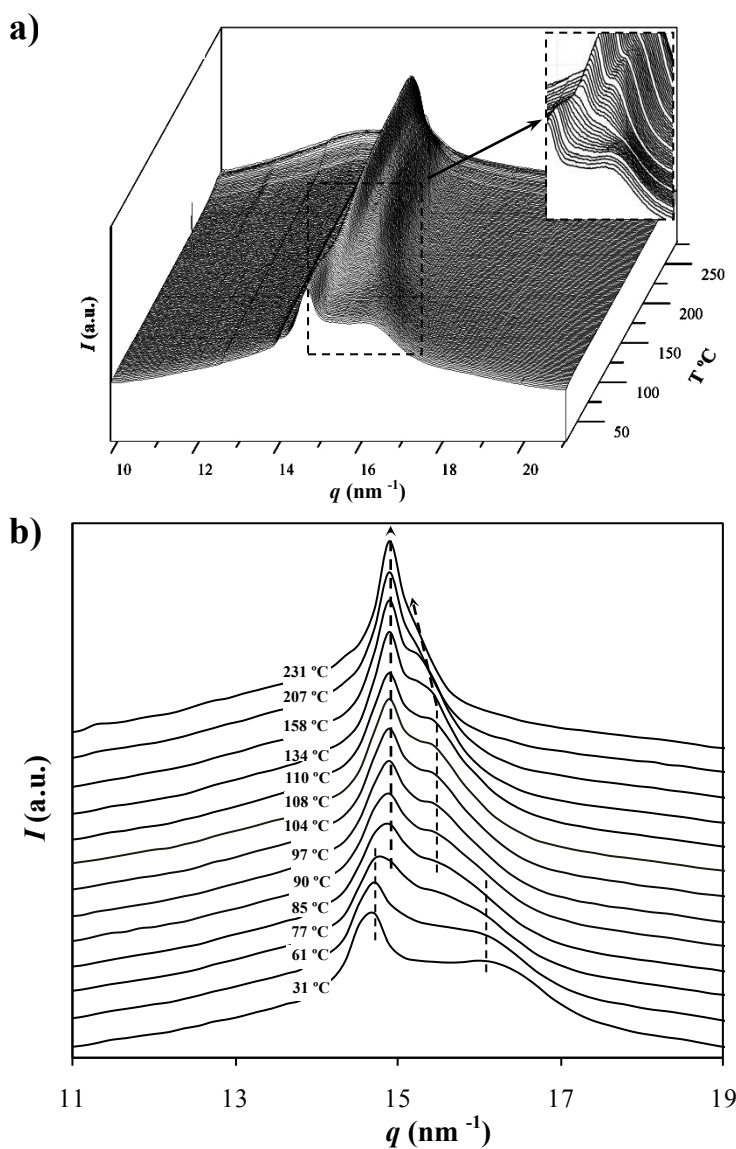 a)
I (a.u.)
10 12 14 16 18 20
q (nm -1)
50
100
150
200
250
T ºC
b)
231 ºC
207 ºC
158 ºC
134 ºC
110 ºC
108 ºC
104 ºC
97 ºC
90 ºC
85 ºC
77 ºC
61 ºC
31 ºC
I (a.u.)
11 13 15 17 19
q (nm -1)